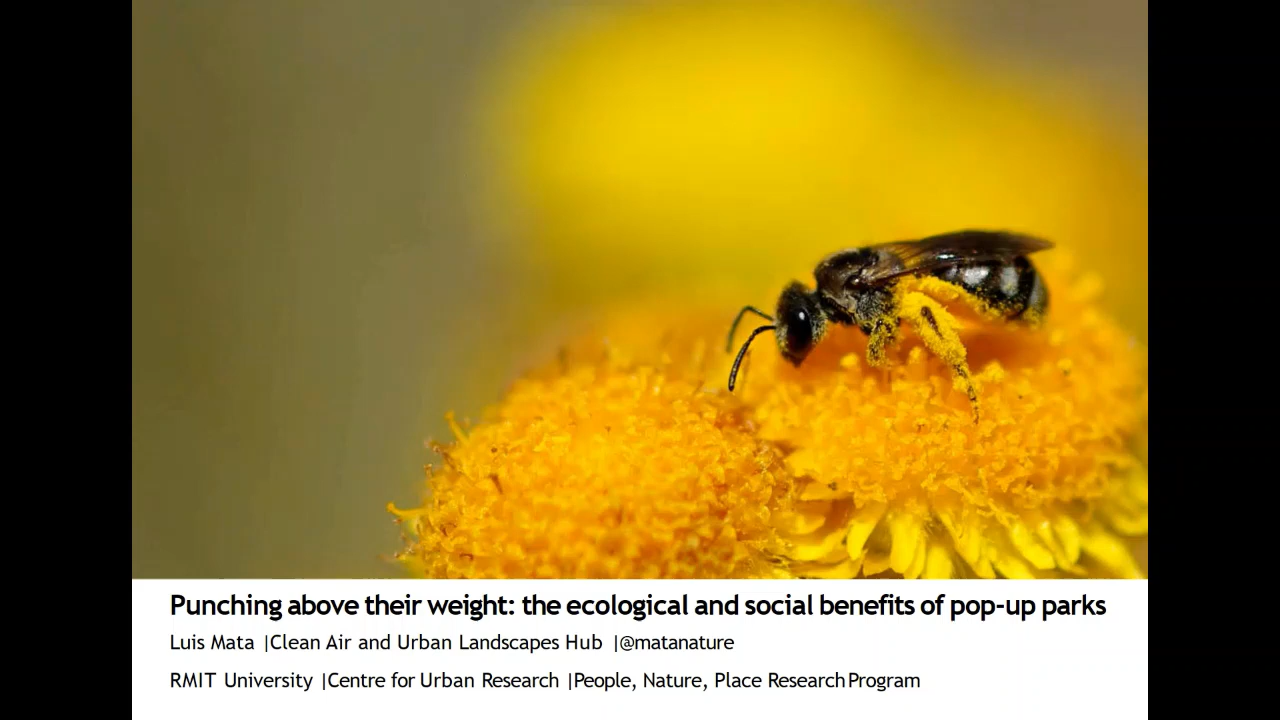 Punching above their weight: the ecological and social benefits of pop-up parks
Luis Mata |Clean Air and Urban Landscapes Hub |@matanature
RMIT University |Centre for Urban Research |People, Nature, Place Research Program